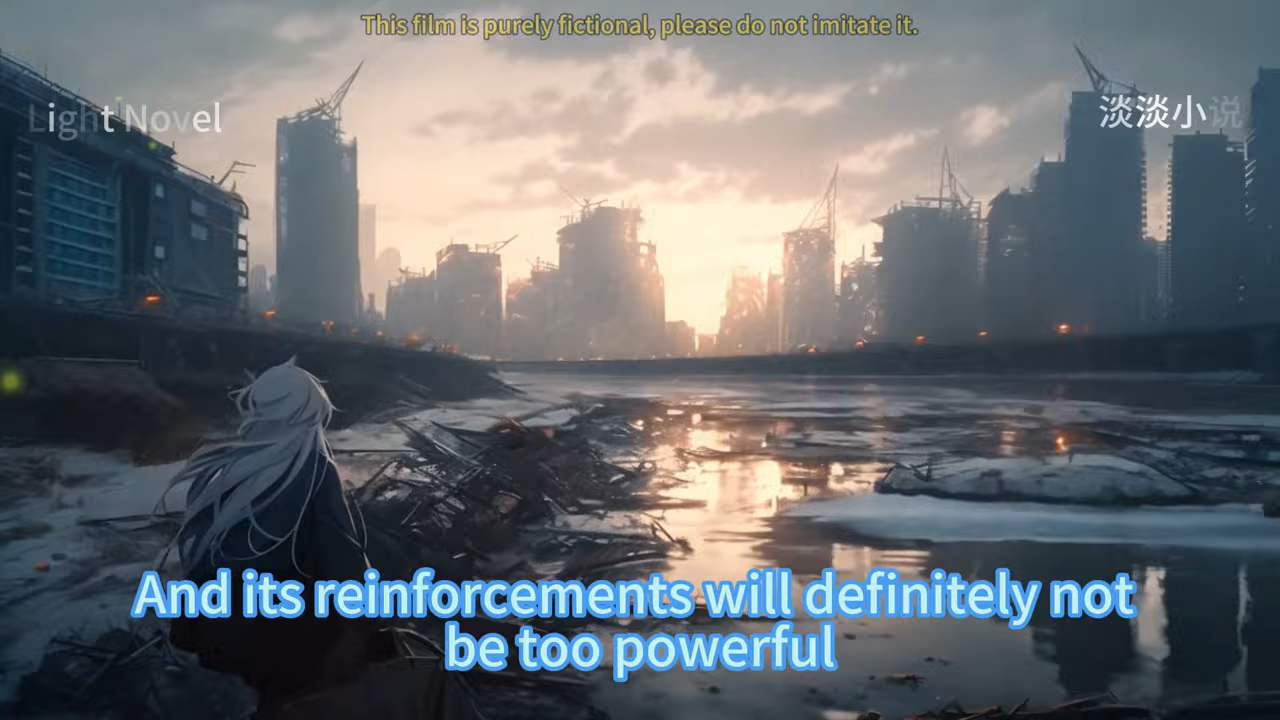 This film is purely fictional, please do not imitate it.
Light Novel
淡淡小说
And its reinforcements will definitely not
be too powerful